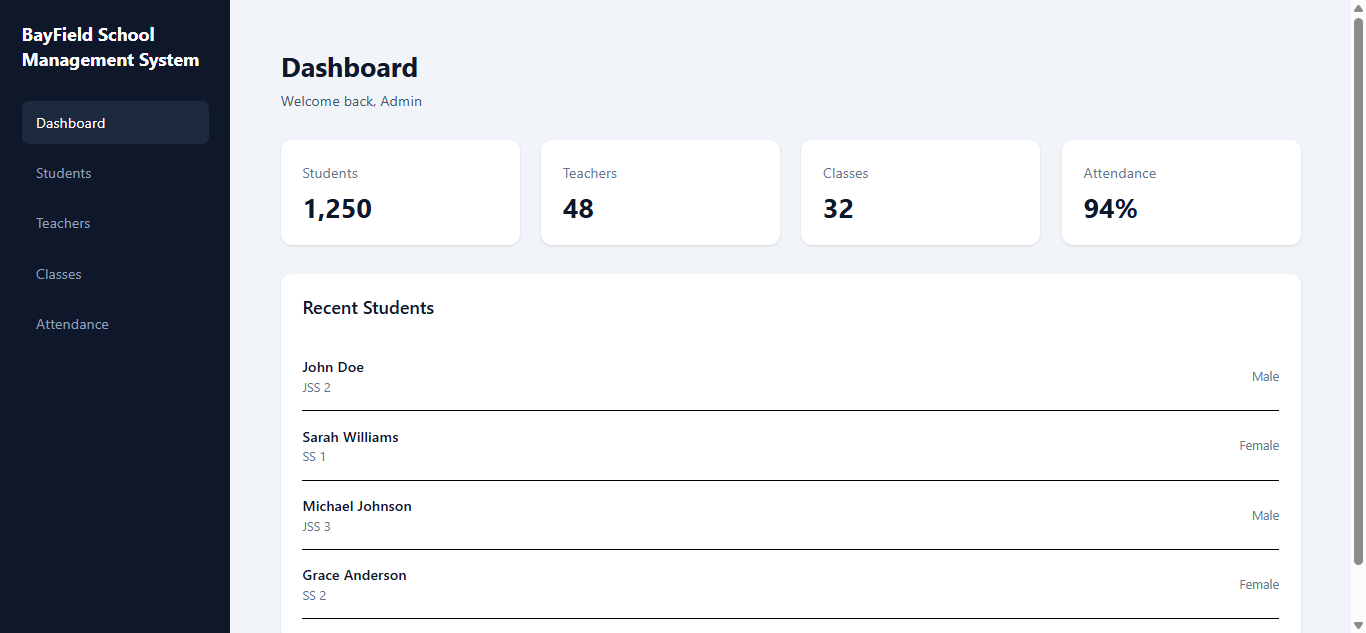 BayField School
Management System
Dashboard
Students
Teachers
Classes
Attendance
Dashboard
Welcome back, Admin
Students
1,250
Teachers
48
Classes
32
Attendance
94%
Recent Students
John Doe
JSS 2
Male
Sarah Williams
SS 1
Female
Michael Johnson
JSS 3
Male
Grace Anderson
SS 2
Female